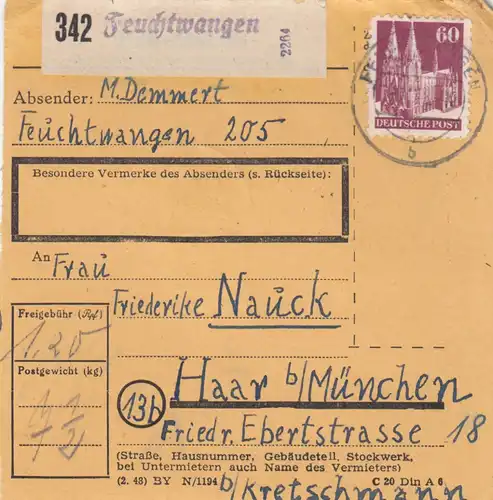 342 Feuchtwangen
2264
60
DEUTSCHE POST
b
Absender: M. Demmert
Feuchtwangen 205
Besondere Vermerke des Absenders (s. Rückseite):
An Frau
Friederike Nauck
Freigebühr (Rpf)
1,20
Postgewicht (kg)
Haar b/München
13b
Friedr. Ebertstrasse 18
(Straße, Hausnummer, Gebäudeteil, Stockwerk,
bei Untermietern auch Name des Vermieters)
(2. 48) BY N/1194 C 20 Din A 6
b/Kretschmann